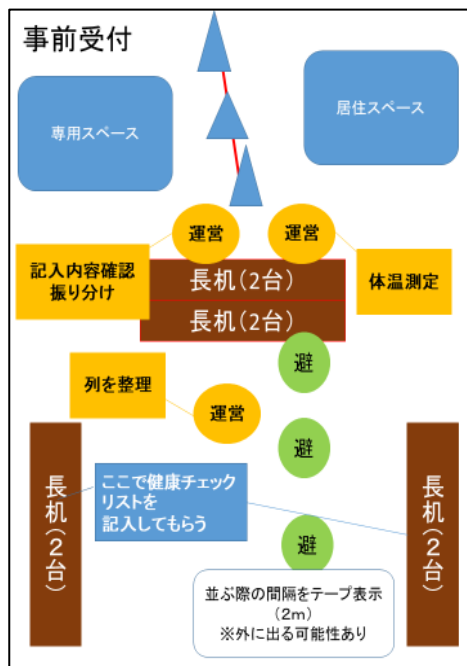 事前受付
専用スペース
居住スペース
運営
運営
記入内容確認
振り分け
体温測定
長机(2台)
長机(2台)
避
列を整理
運営
避
長机(2台)
ここで健康チェック
リストを
記入してもらう
長机(2台)
避
並ぶ際の間隔をテープ表示
(2m)
※外に出る可能性あり